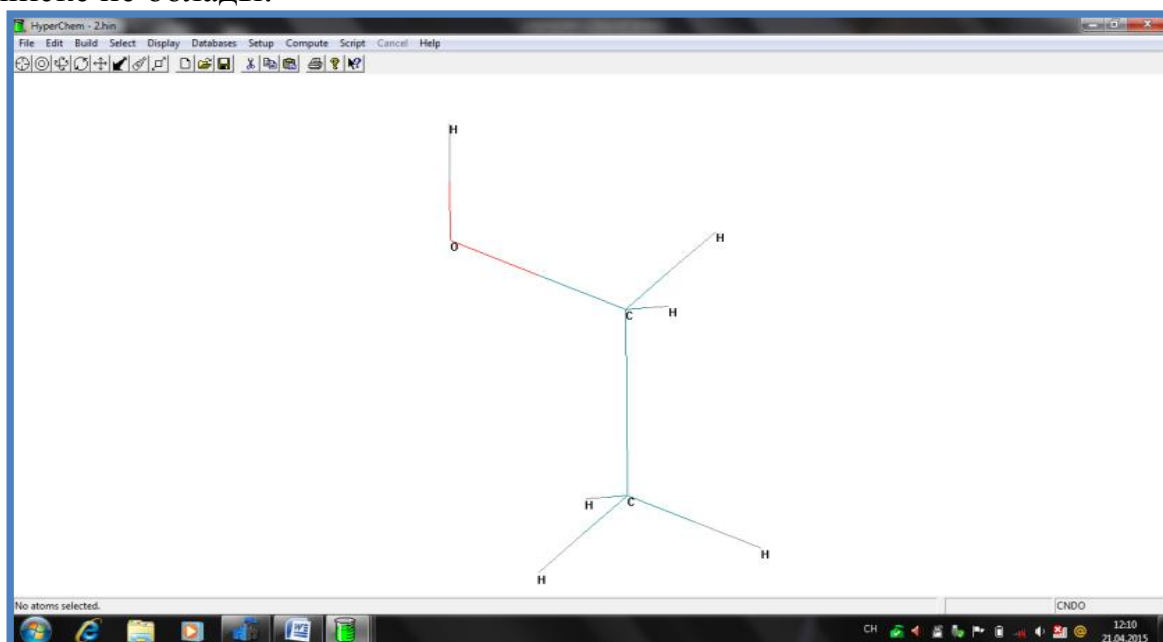 HyperChem - 2.hin
File Edit Build Select Display Databases Setup Compute Script Cancel Help
H
O
H
C
H
H
C
H
H
No atoms selected.
CNDO
CH
12:10
21.04.2015